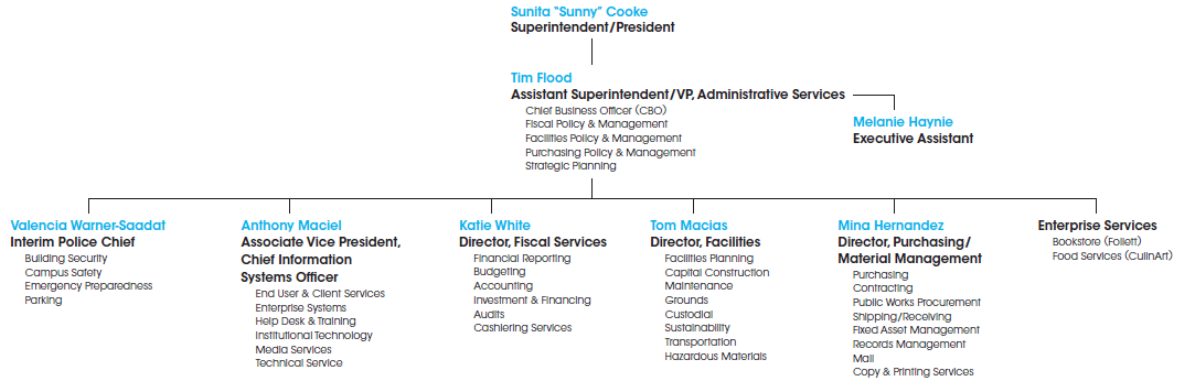 Sunita “Sunny” Cooke
Superintendent/President
Tim Flood
Assistant Superintendent/VP, Administrative Services
Chief Business Officer (CBO)
Fiscal Policy & Management
Facilities Policy & Management
Purchasing Policy & Management
Strategic Planning
Melanie Haynie
Executive Assistant
Valencia Warner-Saadat
Interim Police Chief
Building Security
Campus Safety
Emergency Preparedness
Parking
Anthony Maciel
Associate Vice President,
Chief Information
Systems Officer
End User & Client Services
Enterprise Systems
Help Desk & Training
Institutional Technology
Media Services
Technical Service
Katie White
Director, Fiscal Services
Financial Reporting
Budgeting
Accounting
Investment & Financing
Audits
Cashiering Services
Tom Macias
Director, Facilities
Facilities Planning
Capital Construction
Maintenance
Grounds
Custodial
Sustainability
Transportation
Hazardous Materials
Mina Hernandez
Director, Purchasing/
Material Management
Purchasing
Contracting
Public Works Procurement
Shipping/Receiving
Fixed Asset Management
Records Management
Mail
Copy & Printing Services
Enterprise Services
Bookstore (Follett)
Food Services (CulinArt)